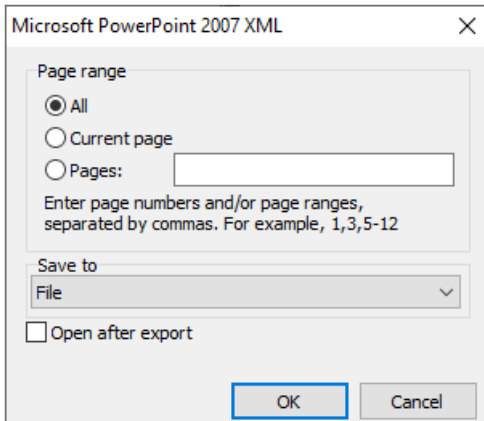 Microsoft PowerPoint 2007 XML
Page range
All
Current page
Pages:
Enter page numbers and/or page ranges,
separated by commas. For example, 1,3,5-12
Save to
File
Open after export
OK Cancel